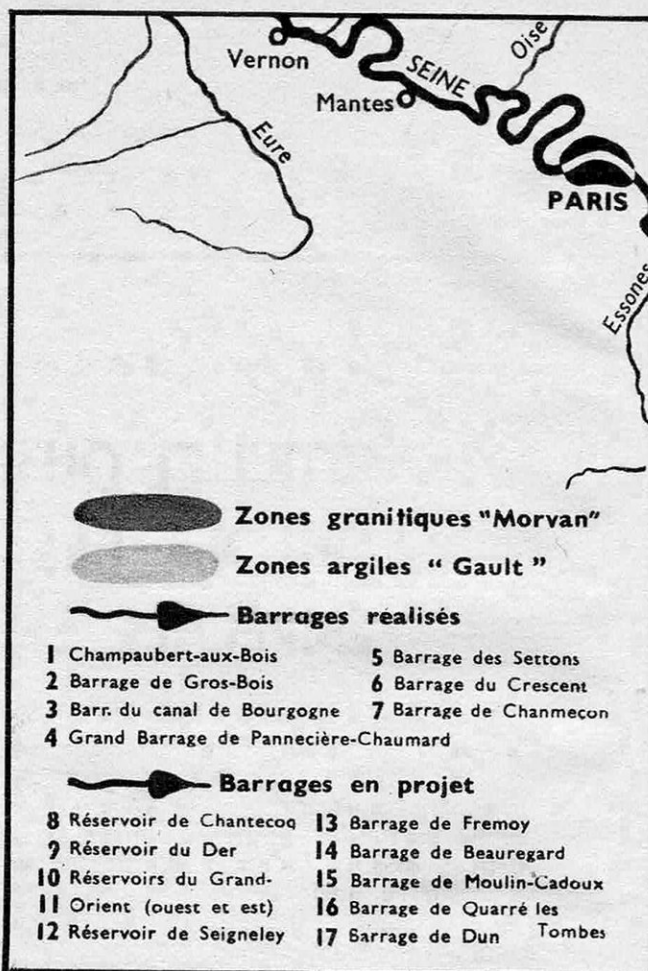 Vernon
Oise
SEINE
Mantes
Eure
PARIS
Essones
Zones granitiques "Morvan"
Zones argiles " Gault "
Barrages réalisés
1 Champaubert-aux-Bois
2 Barrage de Gros-Bois
3 Barr. du canal de Bourgogne
4 Grand Barrage de Pannecière-Chaumard
5 Barrage des Settons
6 Barrage du Crescent
7 Barrage de Chanmecon
Barrages en projet
8 Réservoir de Chantecoq
9 Réservoir du Der
10 Réservoirs du Grand-
11 Orient (ouest et est)
12 Réservoir de Seigneley
13 Barrage de Fremoy
14 Barrage de Beauregard
15 Barrage de Moulin-Cadoux
16 Barrage de Quarré les
Tombes
17 Barrage de Dun